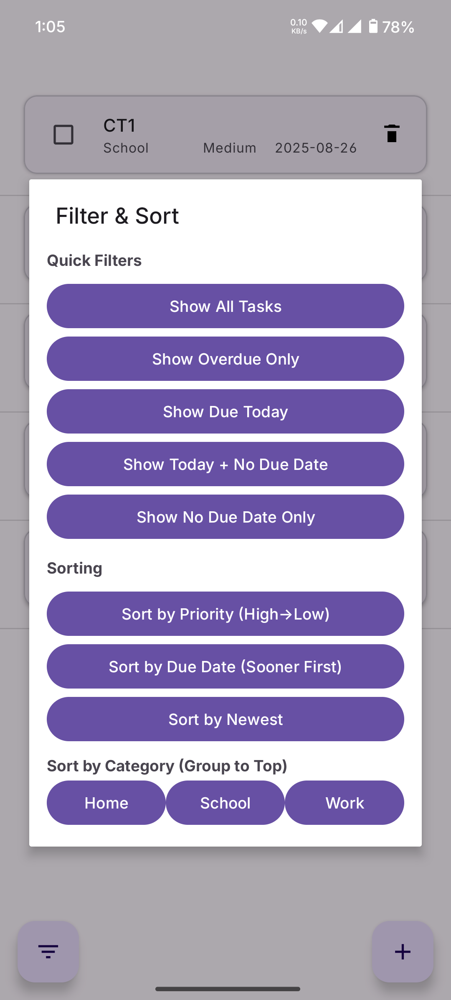 1:05
0.10
KB/s
78%
CT1
School Medium 2025-08-26
Filter & Sort
Quick Filters
Show All Tasks
Show Overdue Only
Show Due Today
Show Today + No Due Date
Show No Due Date Only
Sorting
Sort by Priority (High→Low)
Sort by Due Date (Sooner First)
Sort by Newest
Sort by Category (Group to Top)
Home School Work